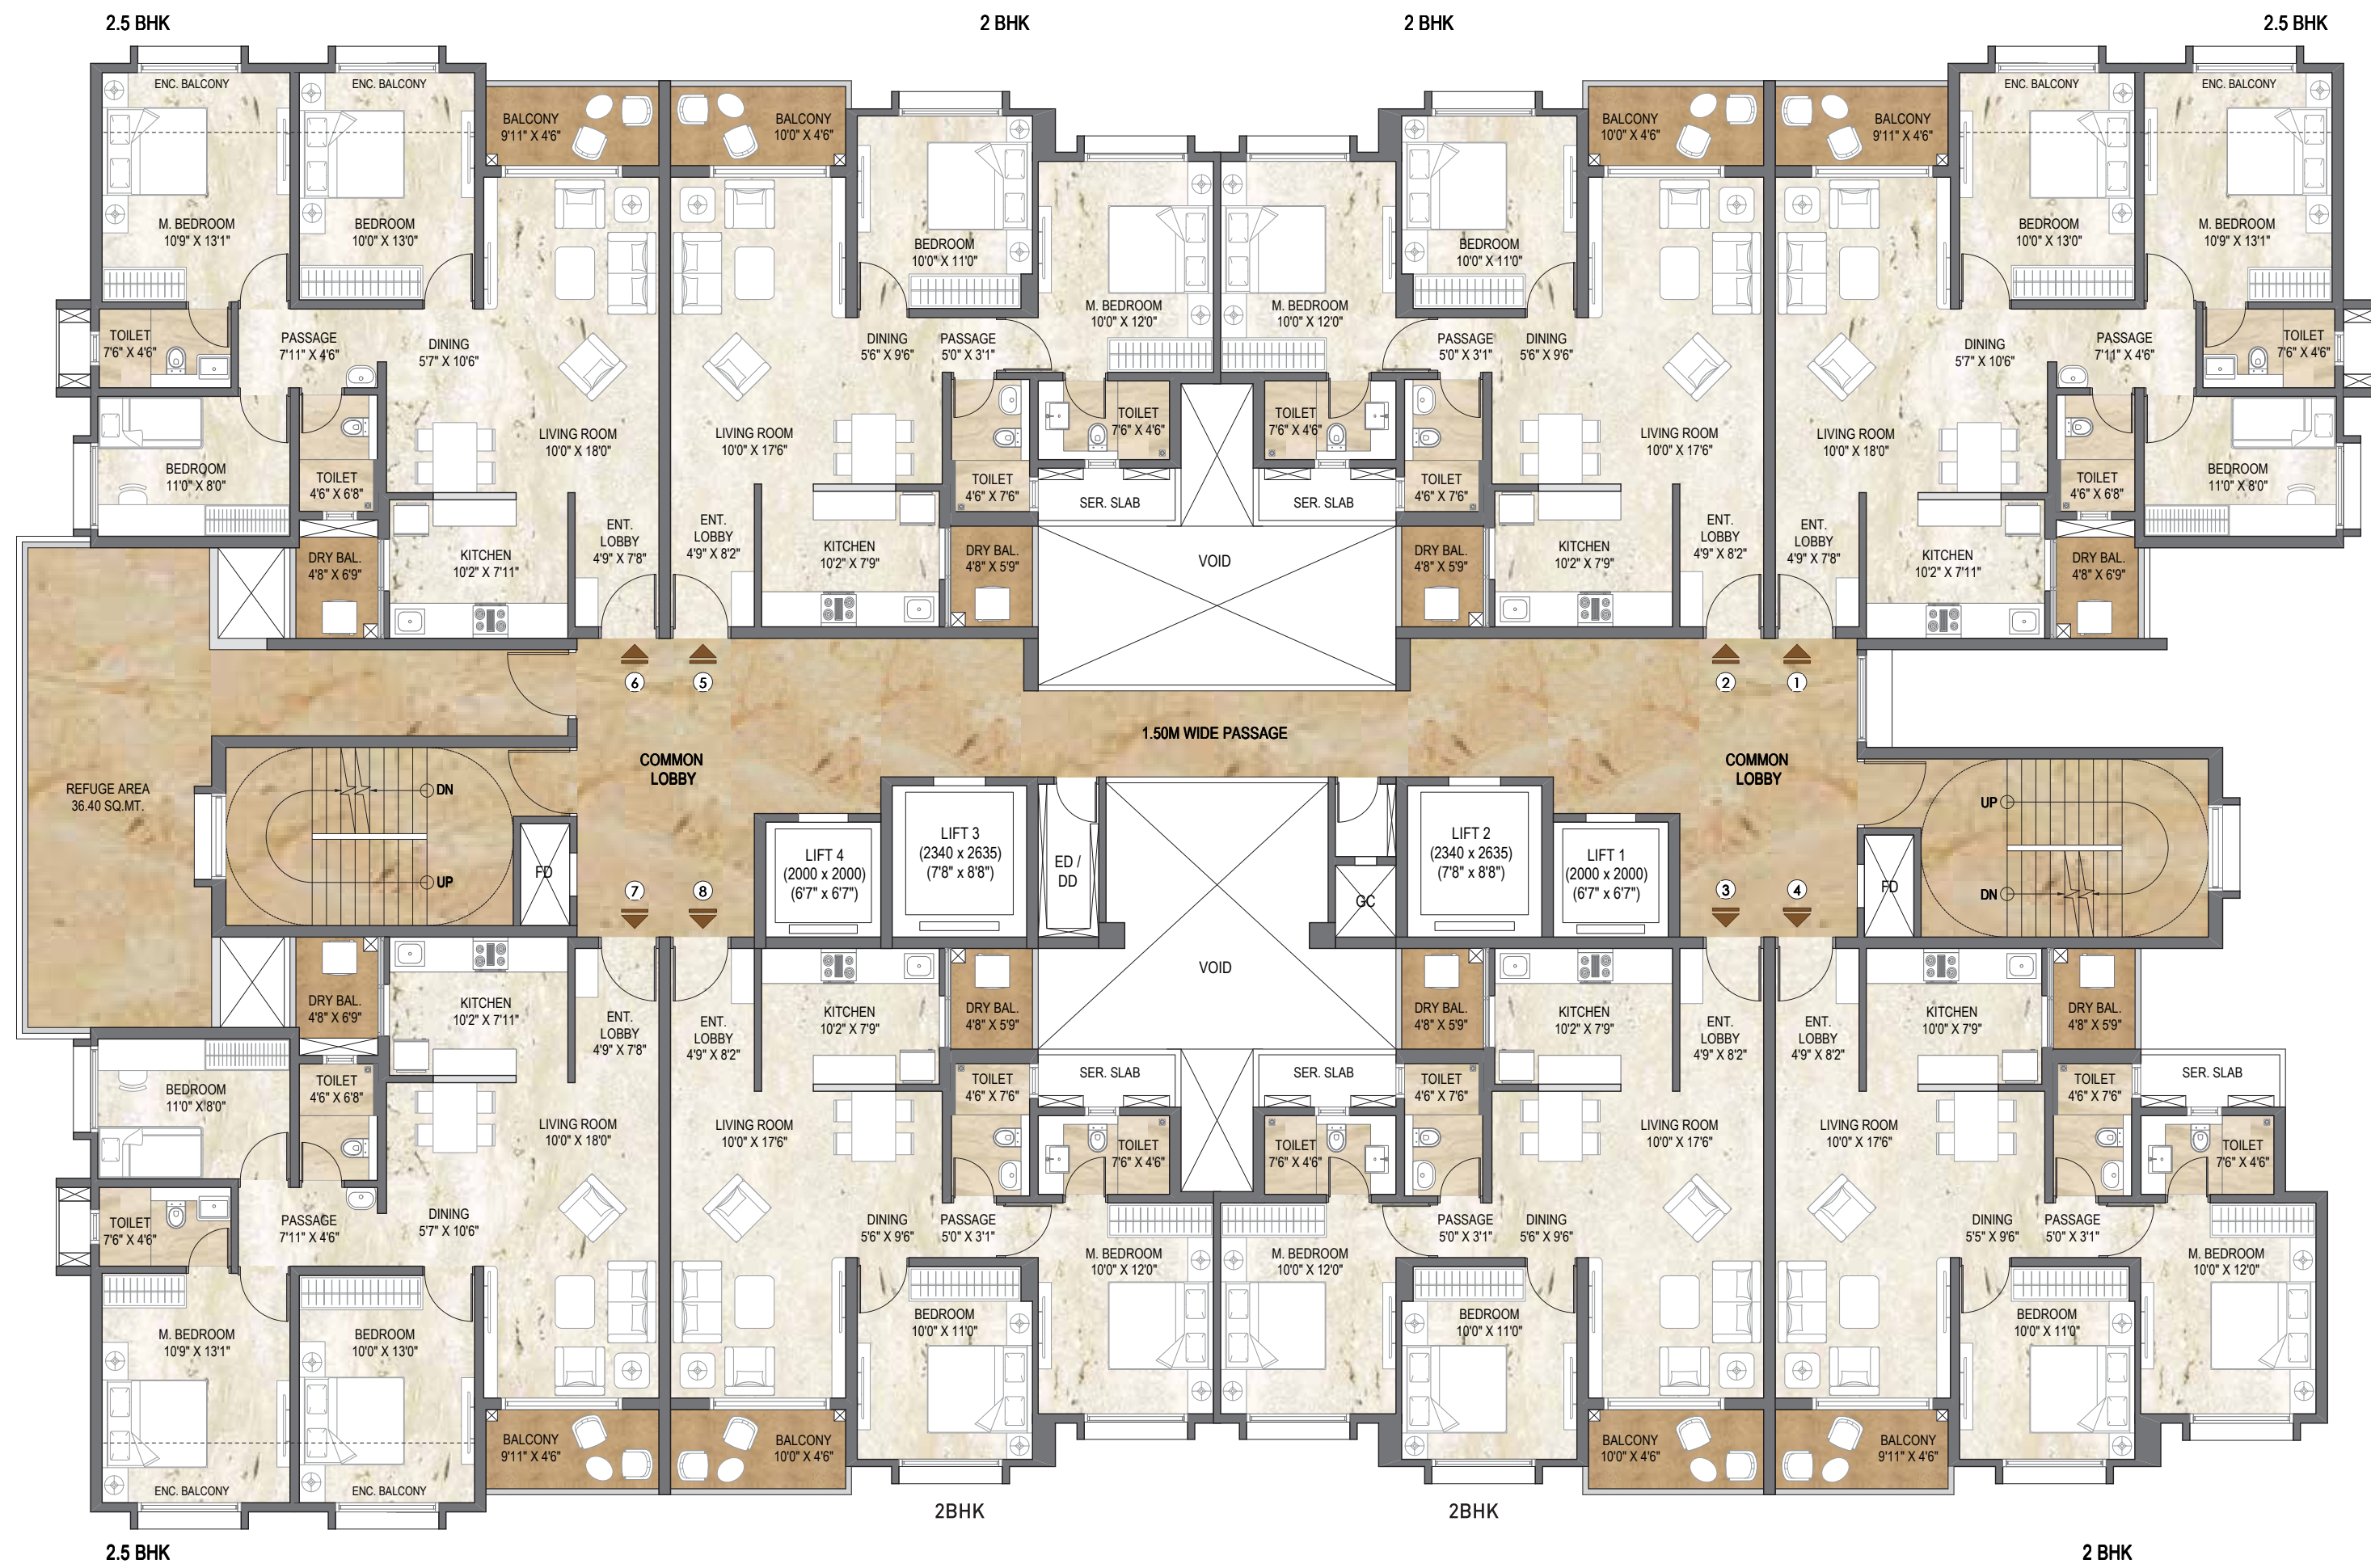 2.5 BHK
2 BHK
2 BHK
2.5 BHK
ENC. BALCONY
M. BEDROOM
10'9" X 13'1"
ENC. BALCONY
BEDROOM
10'0" X 13'0"
BALCONY
9'11" X 4'6"
TOILET
7'6" X 4'6"
PASSAGE
7'11" X 4'6"
DINING
5'7" X 10'6"
LIVING ROOM
10'0" X 18'0"
BEDROOM
11'0" X 8'0"
TOILET
4'6" X 6'8"
DRY BAL.
4'8" X 6'9"
KITCHEN
10'2" X 7'11"
ENT.
LOBBY
4'9" X 7'8"
BALCONY
10'0" X 4'6"
BEDROOM
10'0" X 11'0"
M. BEDROOM
10'0" X 12'0"
DINING
5'6" X 9'6"
PASSAGE
5'0" X 3'1"
LIVING ROOM
10'0" X 17'6"
TOILET
7'6" X 4'6"
TOILET
4'6" X 7'6"
SER. SLAB
ENT.
LOBBY
4'9" X 8'2"
KITCHEN
10'2" X 7'9"
DRY BAL.
4'8" X 5'9"
VOID
M. BEDROOM
10'0" X 12'0"
BEDROOM
10'0" X 11'0"
BALCONY
10'0" X 4'6"
PASSAGE
5'0" X 3'1"
DINING
5'6" X 9'6"
TOILET
7'6" X 4'6"
TOILET
4'6" X 7'6"
SER. SLAB
LIVING ROOM
10'0" X 17'6"
DRY BAL.
4'8" X 5'9"
KITCHEN
10'2" X 7'9"
ENT.
LOBBY
4'9" X 8'2"
BALCONY
9'11" X 4'6"
ENC. BALCONY
BEDROOM
10'0" X 13'0"
ENC. BALCONY
M. BEDROOM
10'9" X 13'1"
DINING
5'7" X 10'6"
PASSAGE
7'11" X 4'6"
TOILET
7'6" X 4'6"
LIVING ROOM
10'0" X 18'0"
TOILET
4'6" X 6'8"
BEDROOM
11'0" X 8'0"
ENT.
LOBBY
4'9" X 7'8"
KITCHEN
10'2" X 7'11"
DRY BAL.
4'8" X 6'9"
6
5
2
1
1.50M WIDE PASSAGE
COMMON
LOBBY
COMMON
LOBBY
REFUGE AREA
36.40 SQ.MT.
DN
UP
FD
7
8
LIFT 4
(2000 x 2000)
(6'7" x 6'7")
LIFT 3
(2340 x 2635)
(7'8" x 8'8")
ED /
DD
GC
LIFT 2
(2340 x 2635)
(7'8" x 8'8")
LIFT 1
(2000 x 2000)
(6'7" x 6'7")
3
4
FD
UP
DN
VOID
DRY BAL.
4'8" X 6'9"
KITCHEN
10'2" X 7'11"
ENT.
LOBBY
4'9" X 7'8"
BEDROOM
11'0" X 8'0"
TOILET
4'6" X 6'8"
LIVING ROOM
10'0" X 18'0"
TOILET
7'6" X 4'6"
PASSAGE
7'11" X 4'6"
DINING
5'7" X 10'6"
M. BEDROOM
10'9" X 13'1"
ENC. BALCONY
BEDROOM
10'0" X 13'0"
ENC. BALCONY
BALCONY
9'11" X 4'6"
ENT.
LOBBY
4'9" X 8'2"
KITCHEN
10'2" X 7'9"
DRY BAL.
4'8" X 5'9"
TOILET
4'6" X 7'6"
SER. SLAB
LIVING ROOM
10'0" X 17'6"
TOILET
7'6" X 4'6"
DINING
5'6" X 9'6"
PASSAGE
5'0" X 3'1"
M. BEDROOM
10'0" X 12'0"
BEDROOM
10'0" X 11'0"
BALCONY
10'0" X 4'6"
DRY BAL.
4'8" X 5'9"
KITCHEN
10'2" X 7'9"
ENT.
LOBBY
4'9" X 8'2"
SER. SLAB
TOILET
4'6" X 7'6"
TOILET
7'6" X 4'6"
LIVING ROOM
10'0" X 17'6"
PASSAGE
5'0" X 3'1"
DINING
5'6" X 9'6"
M. BEDROOM
10'0" X 12'0"
BEDROOM
10'0" X 11'0"
BALCONY
10'0" X 4'6"
ENT.
LOBBY
4'9" X 8'2"
KITCHEN
10'0" X 7'9"
DRY BAL.
4'8" X 5'9"
TOILET
4'6" X 7'6"
SER. SLAB
LIVING ROOM
10'0" X 17'6"
TOILET
7'6" X 4'6"
DINING
5'5" X 9'6"
PASSAGE
5'0" X 3'1"
M. BEDROOM
10'0" X 12'0"
BEDROOM
10'0" X 11'0"
BALCONY
9'11" X 4'6"
2BHK
2BHK
2.5 BHK
2 BHK